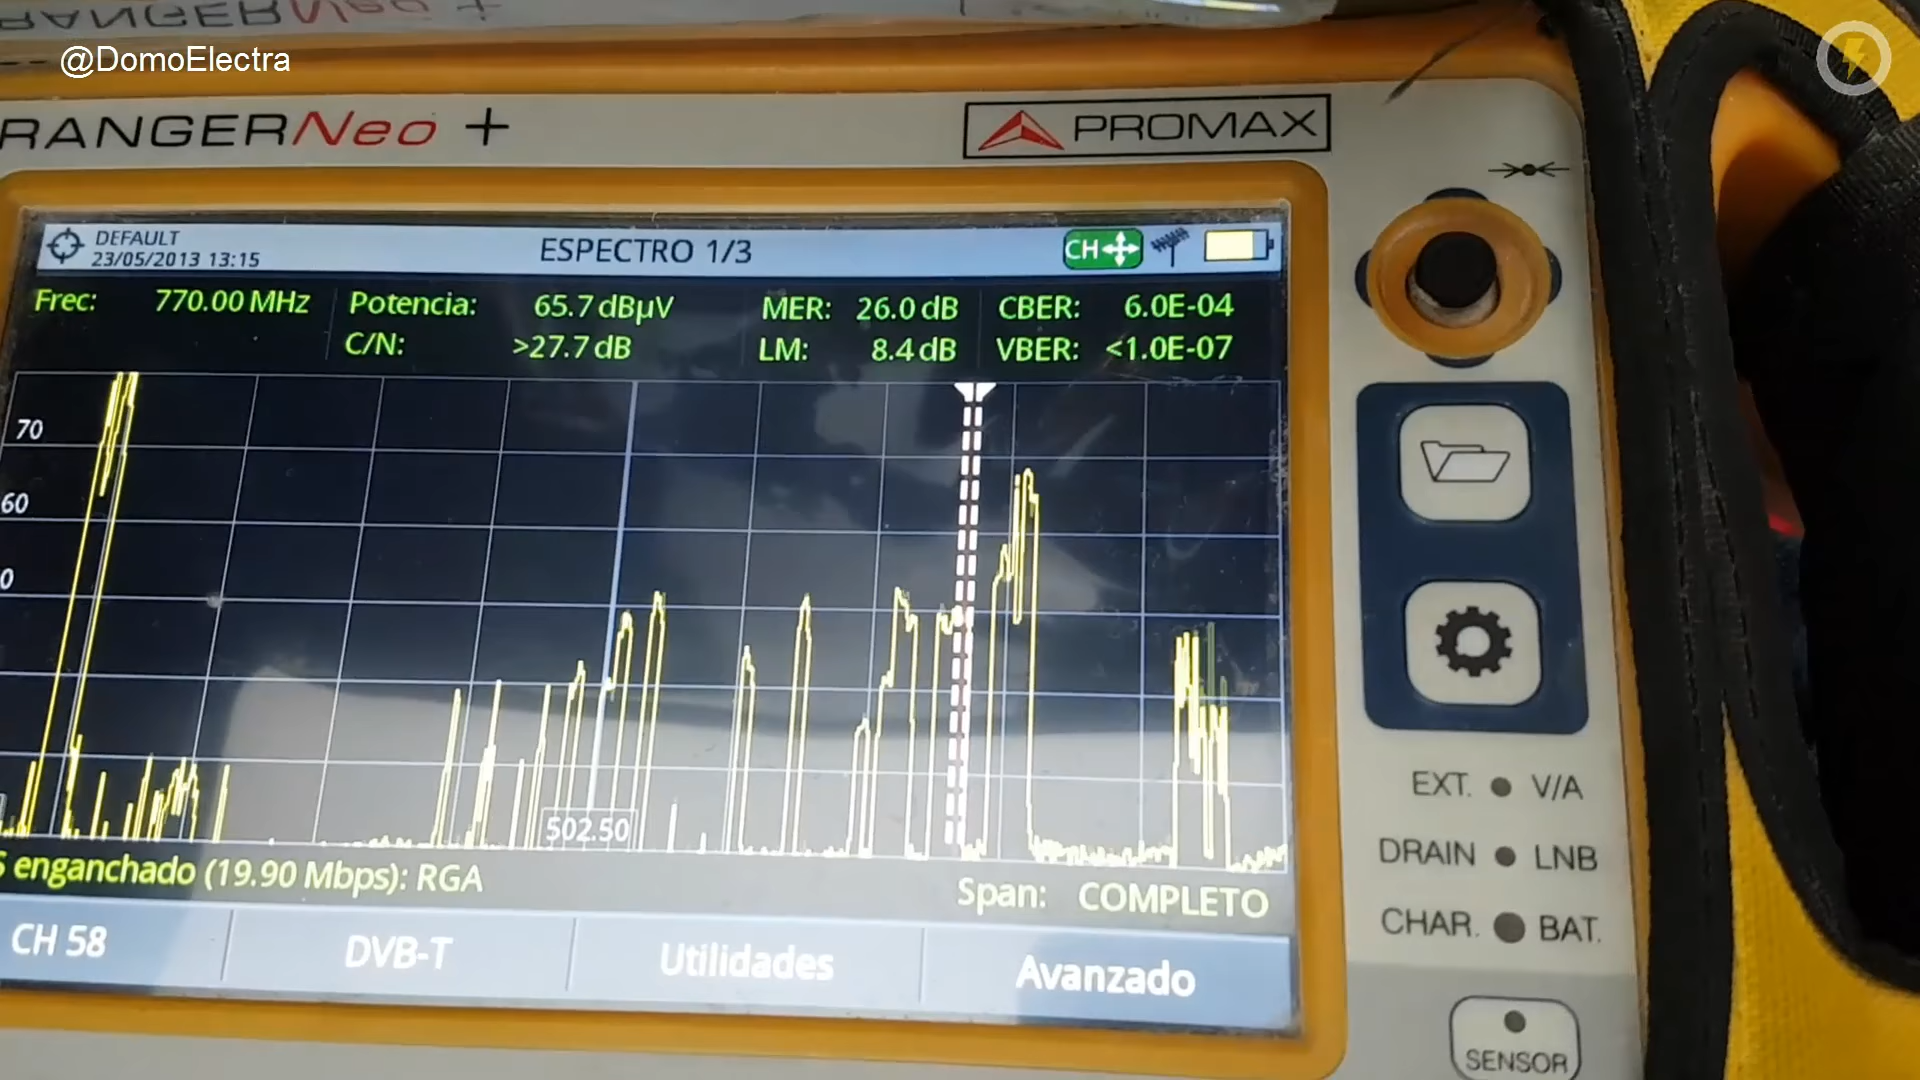 @DomoElectra
RANGERNeo +
PROMAX
DEFAULT
23/05/2013 13:15
ESPECTRO 1/3
CH
Frec: 770.00 MHz
Potencia: 65.7 dBµV
MER: 26.0 dB
CBER: 6.0E-04
C/N: >27.7 dB
LM: 8.4 dB
VBER: <1.0E-07
70
60
0
502.50
S enganchado (19.90 Mbps): RGA
Span: COMPLETO
CH 58
DVB-T
Utilidades
Avanzado
EXT. V/A
DRAIN LNB
CHAR. BAT.
SENSOR